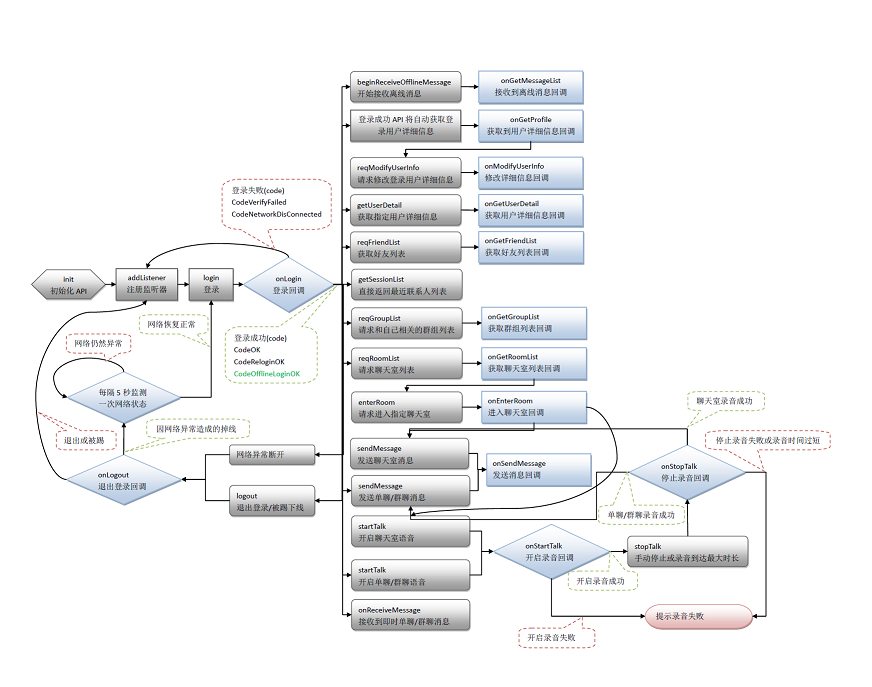 beginReceiveOfflineMessage
开始接收离线消息
onGetMessageList
接收到离线消息回调
登录成功 API 将自动获取登
录用户详细信息
onGetProfile
获取到用户详细信息回调
reqModifyUserInfo
请求修改登录用户详细信息
onModifyUserInfo
修改详细信息回调
登录失败(code)
CodeVerifyFailed
CodeNetworkDisConnected
getUserDetail
获取指定用户详细信息
onGetUserDetail
获取用户详细信息回调
reqFriendList
获取好友列表
onGetFriendList
获取好友列表回调
init
初始化 API
addListener
注册监听器
login
登录
onLogin
登录回调
getSessionList
直接返回最近联系人列表
网络恢复正常
reqGroupList
请求和自己相关的群组列表
onGetGroupList
获取群组列表回调
网络仍然异常
登录成功(code)
CodeOK
CodeReloginOK
CodeOfflineLoginOK
reqRoomList
请求聊天室列表
onGetRoomList
获取聊天室列表回调
每隔 5 秒监测
一次网络状态
enterRoom
请求进入指定聊天室
onEnterRoom
进入聊天室回调
聊天室录音成功
退出或被踢
因网络异常造成的掉线
停止录音失败或录音时间过短
网络异常断开
sendMessage
发送聊天室消息
onSendMessage
发送消息回调
onStopTalk
停止录音回调
onLogout
退出登录回调
logout
退出登录/被踢下线
sendMessage
发送单聊/群聊消息
单聊/群聊录音成功
startTalk
开启聊天室语音
onStartTalk
开启录音回调
stopTalk
手动停止或录音到达最大时长
startTalk
开启单聊/群聊语音
开启录音成功
onReceiveMessage
接收到即时单聊/群聊消息
提示录音失败
开启录音失败